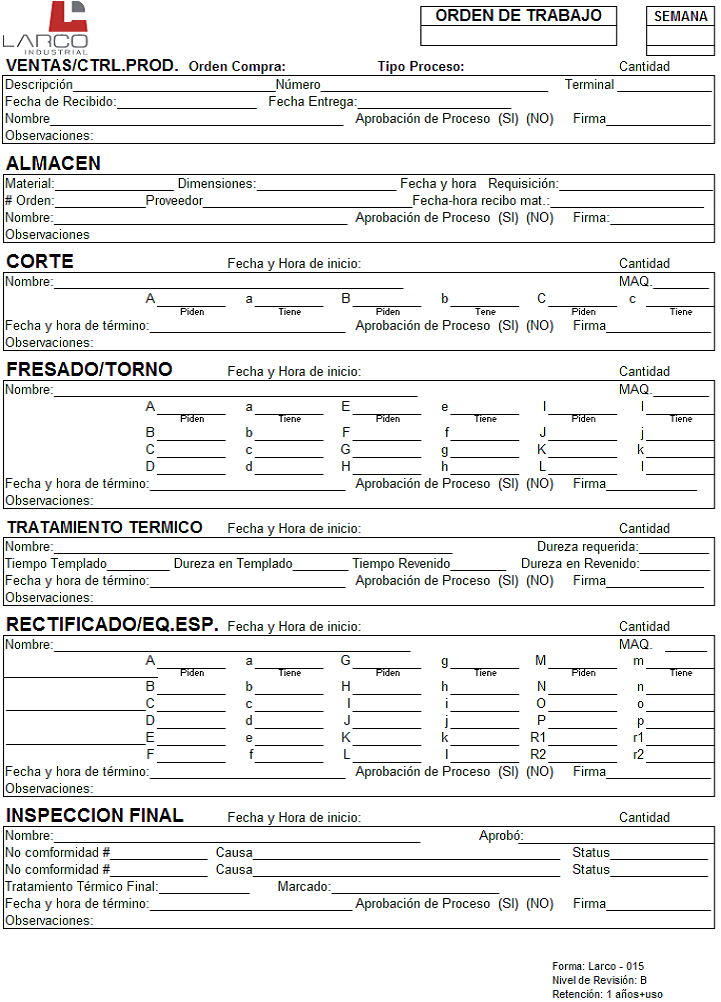 LARCO
INDUSTRIAL
ORDEN DE TRABAJO SEMANA
VENTAS/CTRL.PROD. Orden Compra: Tipo Proceso: Cantidad
Descripción Número Terminal
Fecha de Recibido: Fecha Entrega:
Nombre Aprobación de Proceso (SI) (NO) Firma
Observaciones:
ALMACEN
Material: Dimensiones: Fecha y hora Requisición:
# Orden: Proveedor Fecha-hora recibo mat.:
Nombre: Aprobación de Proceso (SI) (NO) Firma:
Observaciones
CORTE Fecha y Hora de inicio: Cantidad
Nombre: MAQ.
A a B b C c
Piden Tiene Piden Tene Piden Tiene
Fecha y hora de término: Aprobación de Proceso (SI) (NO) Firma
Observaciones:
FRESADO/TORNO Fecha y Hora de inicio: Cantidad
Nombre: MAQ.
A a E e I I
Piden Tiene Piden Tiene Piden Tiene
B b F f J j
C c G g K k
D d H h L l
Fecha y hora de término: Aprobación de Proceso (SI) (NO) Firma
Observaciones:
TRATAMIENTO TERMICO Fecha y Hora de inicio: Cantidad
Nombre: Dureza requerida:
Tiempo Templado Dureza en Templado Tiempo Revenido Dureza en Revenido:
Fecha y hora de término: Aprobación de Proceso (SI) (NO) Firma
Observaciones:
RECTIFICADO/EQ.ESP. Fecha y Hora de inicio: Cantidad
Nombre: MAQ.
A a G g M m
Piden Tiene Piden Tiene Piden Tiene
B b H h N n
C c I i O o
D d J j P p
E e K k R1 r1
F f L l R2 r2
Fecha y hora de término: Aprobación de Proceso (SI) (NO) Firma
Observaciones:
INSPECCION FINAL Fecha y Hora de inicio: Cantidad
Nombre: Aprobó:
No comformidad # Causa Status
No comformidad # Causa Status
Tratamiento Térmico Final: Marcado:
Fecha y hora de término: Aprobación de Proceso (SI) (NO) Firma
Observaciones:
Forma: Larco - 015
Nivel de Revisión: B
Retención: 1 años+uso